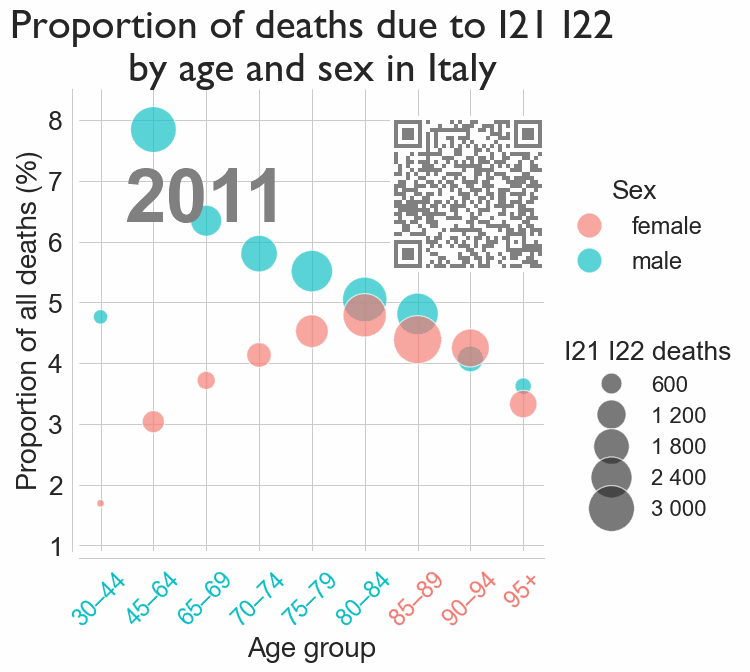 Proportion of deaths due to I21 I22
by age and sex in Italy
Proportion of all deaths (%)
8
7
6
5
4
3
2
1
2011
30–44
45–64
65–69
70–74
75–79
80–84
85–89
90–94
95+
Age group
Sex
female
male
I21 I22 deaths
600
1 200
1 800
2 400
3 000